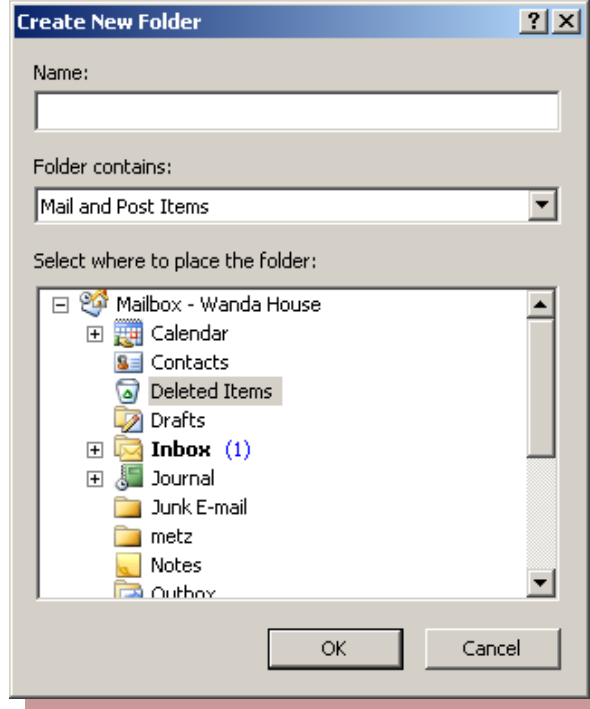 Create New Folder
Name:
Folder contains:
Mail and Post Items
Select where to place the folder:
Mailbox - Wanda House
Calendar
Contacts
Deleted Items
Drafts
Inbox (1)
Journal
Junk E-mail
metz
Notes
Outbox
OK Cancel